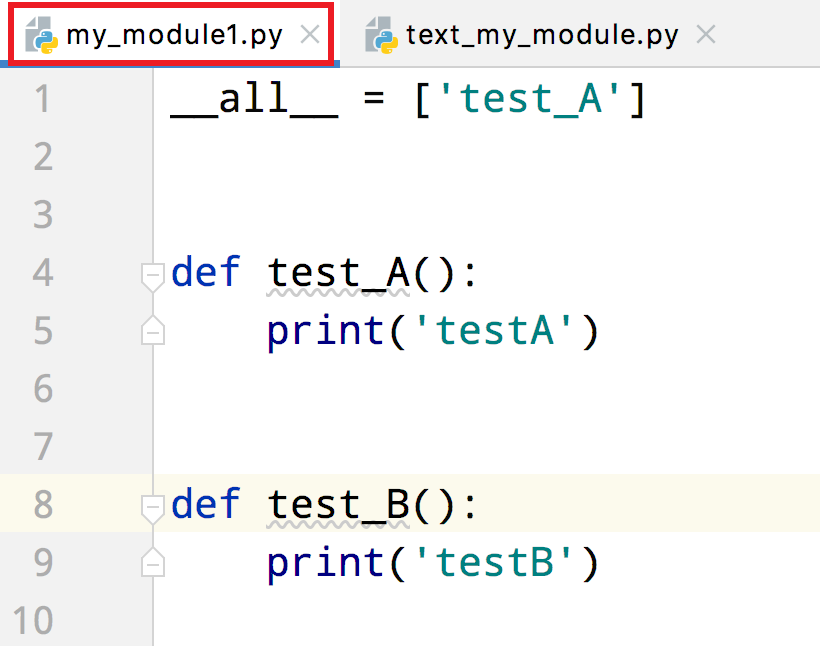 my_module1.py text_my_module.py
1 __all__ = ['test_A']
2
3
4 def test_A():
5     print('testA')
6
7
8 def test_B():
9     print('testB')
10